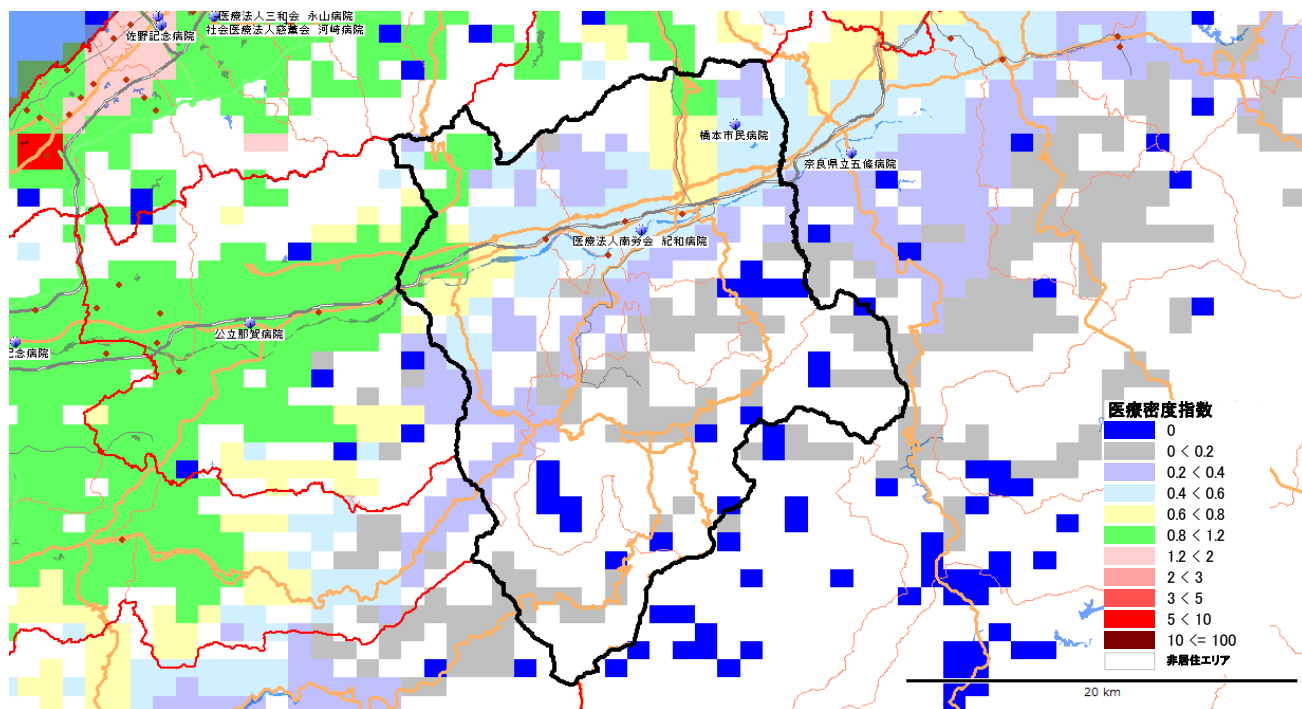 医療法人三和会 永山病院
佐野記念病院
社会医療法人慈薫会 河崎病院
橋本市民病院
奈良県立五條病院
医療法人南労会 紀和病院
公立那賀病院
記念病院
医療密度指数
0
0 < 0.2
0.2 < 0.4
0.4 < 0.6
0.6 < 0.8
0.8 < 1.2
1.2 < 2
2 < 3
3 < 5
5 < 10
10 <= 100
非居住エリア
20 km